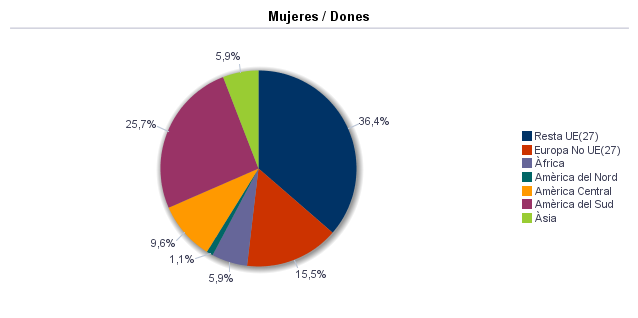 Mujeres / Dones
5,9%
36,4%
25,7%
9,6%
1,1%
5,9%
15,5%
Resta UE(27)
Europa No UE(27)
Àfrica
Amèrica del Nord
Amèrica Central
Amèrica del Sud
Àsia